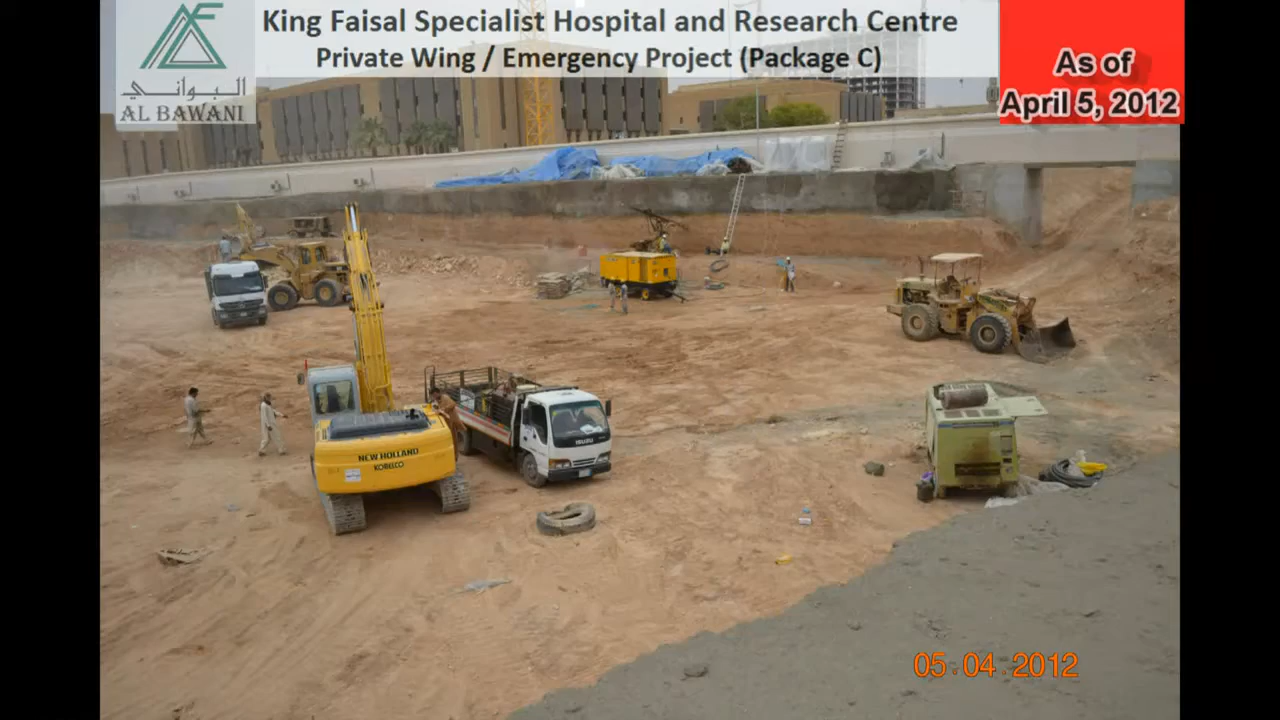 King Faisal Specialist Hospital and Research Centre
Private Wing / Emergency Project (Package C)
As of
April 5, 2012
البواني
AL BAWANI
NEW HOLLAND
KOBELCO
ISUZU
05.04.2012